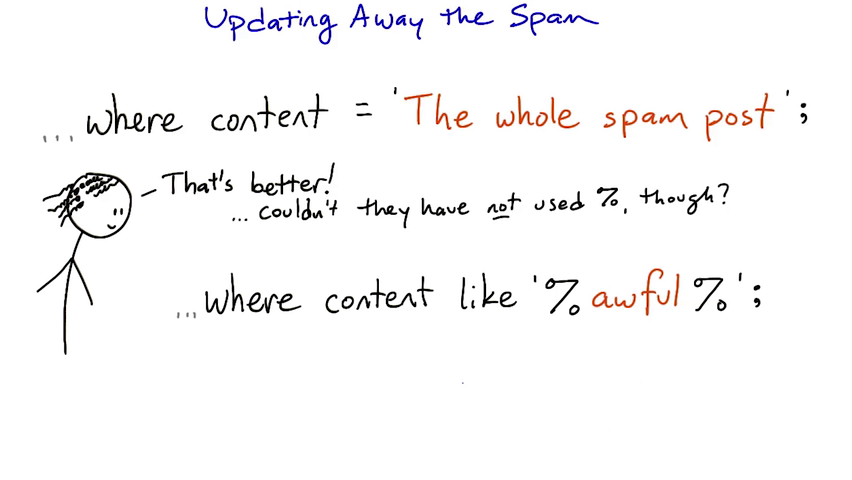 Updating Away the Spam
...where content = 'The whole spam post';
That's better!
... couldn't they have not used %, though?
...where content like '%awful%';